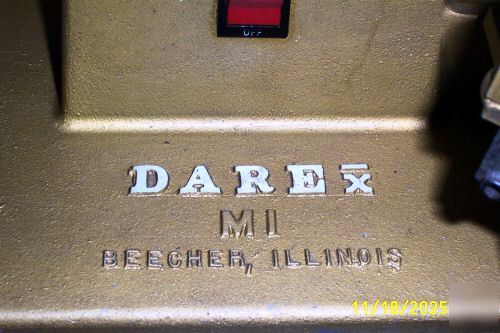 OFF
DAREX
MI
BEECHER, ILLINOIS
11/18/2025